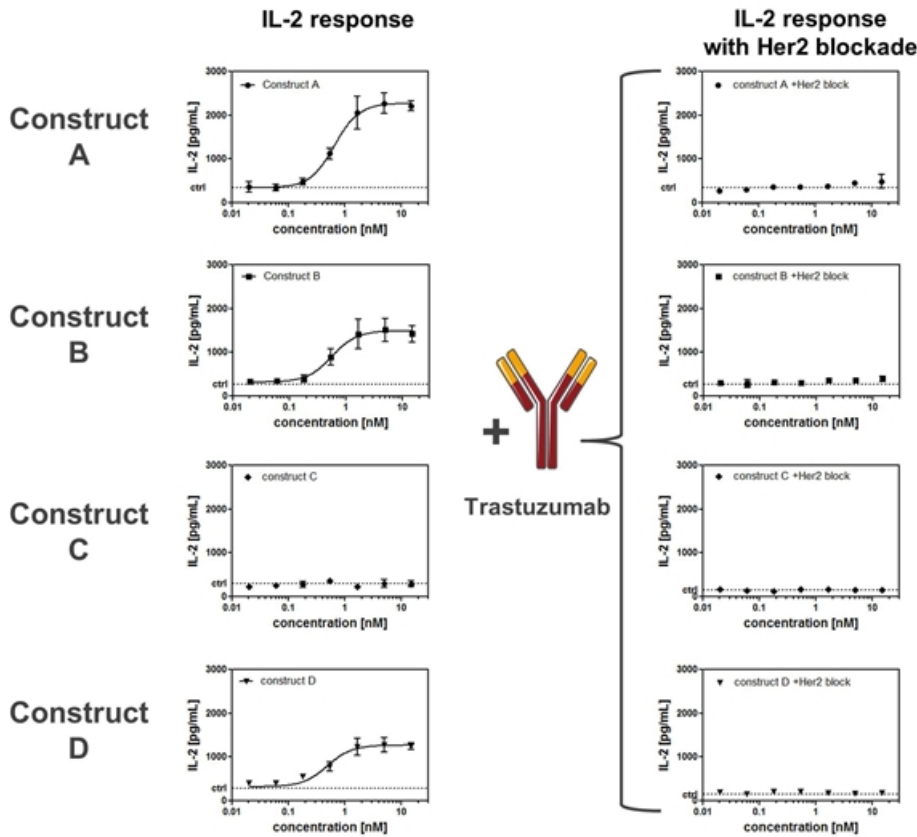 IL-2 response
IL-2 response
with Her2 blockade
Construct
A
3000
2000
1000
ctrl
0
IL-2 [pg/mL]
Construct A
0.01
0.1
1
10
concentration [nM]
3000
2000
1000
ctrl
0
IL-2 [pg/mL]
construct A +Her2 block
0.01
0.1
1
10
concentration [nM]
Construct
B
3000
2000
1000
ctrl
0
IL-2 [pg/mL]
Construct B
0.01
0.1
1
10
concentration [nM]
3000
2000
1000
ctrl
0
IL-2 [pg/mL]
construct B +Her2 block
0.01
0.1
1
10
concentration [nM]
+
Trastuzumab
Construct
C
3000
2000
1000
ctrl
0
IL-2 [pg/mL]
construct C
0.01
0.1
1
10
concentration [nM]
3000
2000
1000
ctrl
0
IL-2 [pg/mL]
construct C +Her2 block
0.01
0.1
1
10
concentration [nM]
Construct
D
3000
2000
1000
ctrl
0
IL-2 [pg/mL]
construct D
0.01
0.1
1
10
concentration [nM]
3000
2000
1000
ctrl
0
IL-2 [pg/mL]
construct D +Her2 block
0.01
0.1
1
10
concentration [nM]